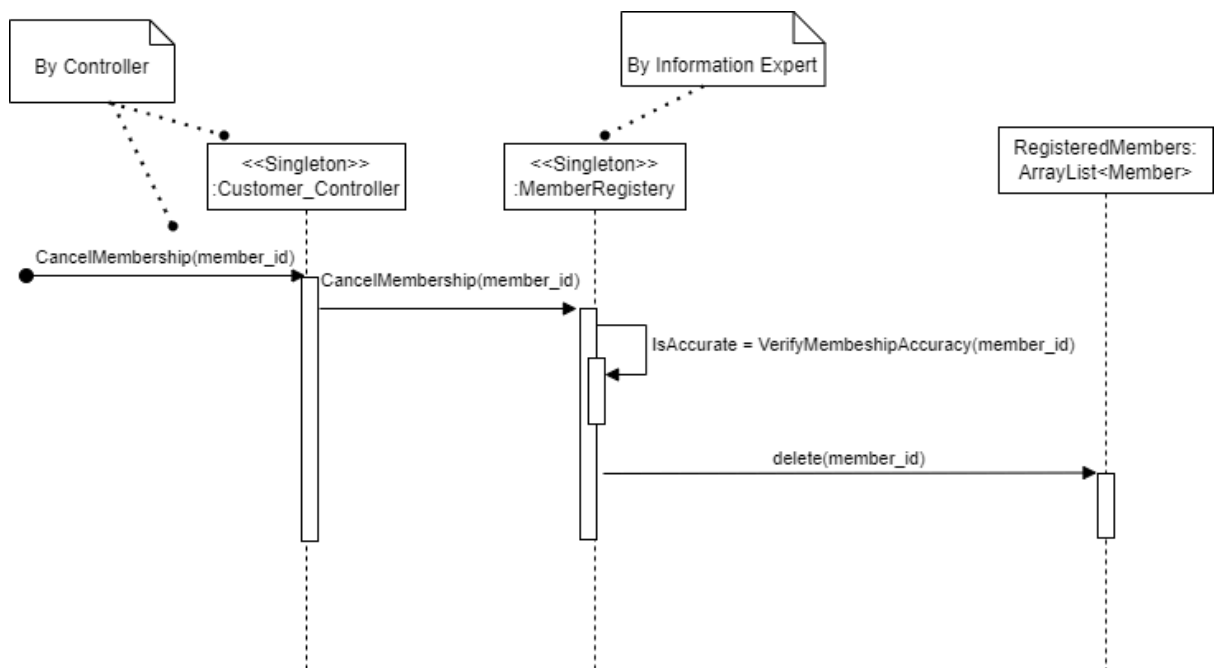 By Controller
By Information Expert
<<Singleton>>
:Customer_Controller
<<Singleton>>
:MemberRegistery
RegisteredMembers:
ArrayList<Member>
CancelMembership(member_id)
CancelMembership(member_id)
IsAccurate = VerifyMembeshipAccuracy(member_id)
delete(member_id)